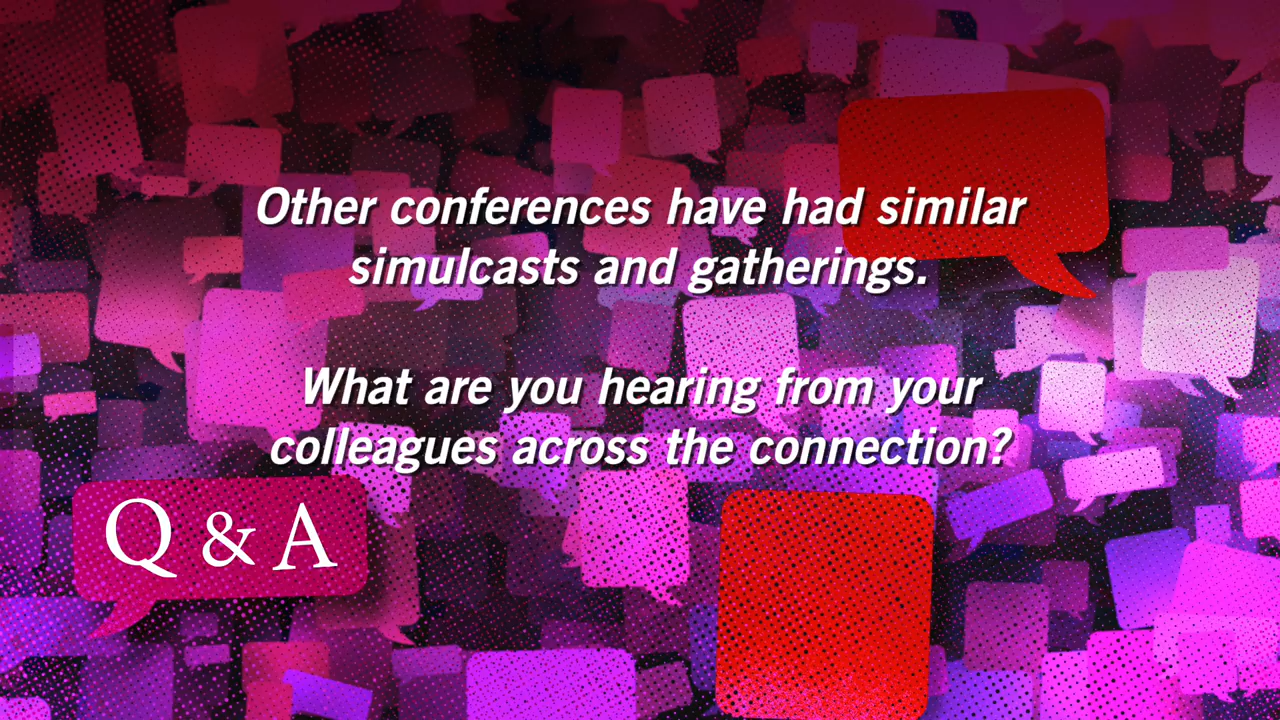 Other conferences have had similar
simulcasts and gatherings.
What are you hearing from your
colleagues across the connection?
Q & A